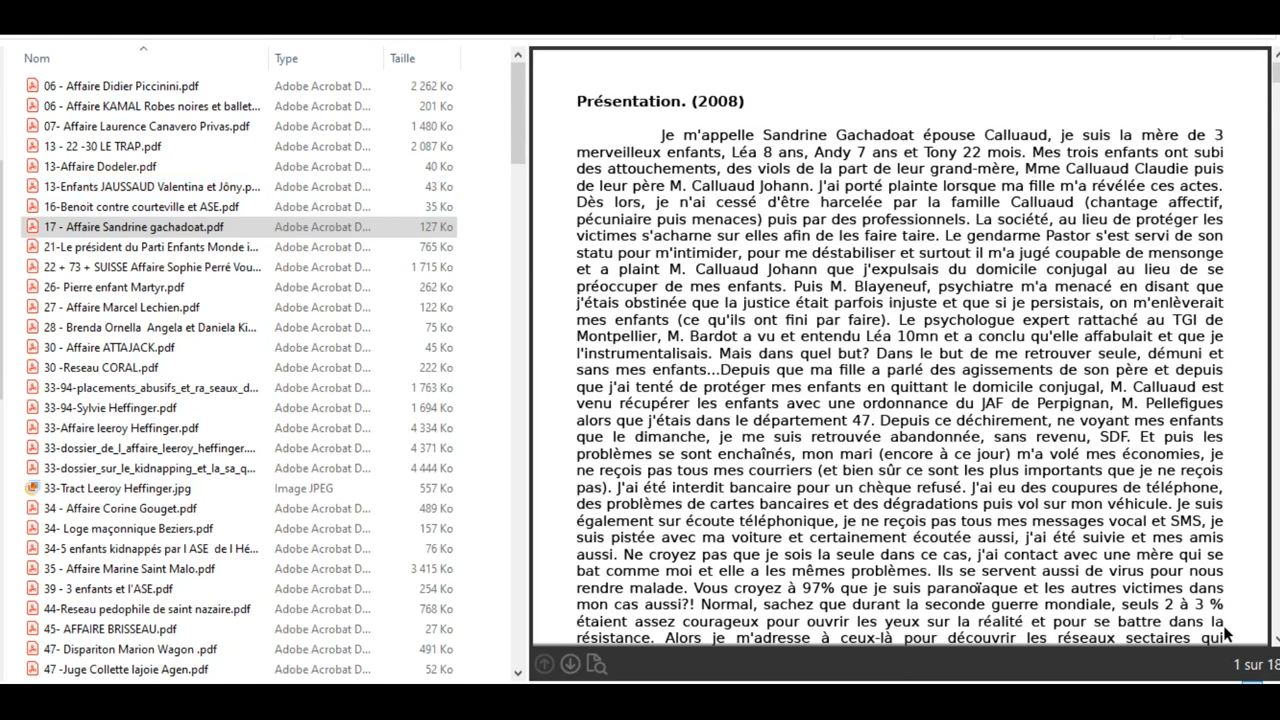 Nom Type Taille
06 - Affaire Didier Piccinini.pdf Adobe Acrobat D... 2 262 Ko
06 - Affaire KAMAL Robes noires et ballet... Adobe Acrobat D... 201 Ko
07- Affaire Laurence Canavero Privas.pdf Adobe Acrobat D... 1 480 Ko
13 - 22 -30 LE TRAP.pdf Adobe Acrobat D... 2 087 Ko
13-Affaire Dodeler.pdf Adobe Acrobat D... 40 Ko
13-Enfants JAUSSAUD Valentina et Jôny.p... Adobe Acrobat D... 43 Ko
16-Benoit contre courteville et ASE.pdf Adobe Acrobat D... 35 Ko
17 - Affaire Sandrine gachadoat.pdf Adobe Acrobat D... 127 Ko
21-Le président du Parti Enfants Monde i... Adobe Acrobat D... 765 Ko
22 + 73 + SUISSE Affaire Sophie Perré Vou... Adobe Acrobat D... 1 715 Ko
26- Pierre enfant Martyr.pdf Adobe Acrobat D... 262 Ko
27 - Affaire Marcel Lechien.pdf Adobe Acrobat D... 122 Ko
28 - Brenda Ornella Angela et Daniela Ki... Adobe Acrobat D... 75 Ko
30 - Affaire ATTAJACK.pdf Adobe Acrobat D... 45 Ko
30 -Reseau CORAL.pdf Adobe Acrobat D... 222 Ko
33-94-placements_abusifs_et_ra_seaux_d... Adobe Acrobat D... 1 763 Ko
33-94-Sylvie Heffinger.pdf Adobe Acrobat D... 1 694 Ko
33-Affaire leeroy Heffinger.pdf Adobe Acrobat D... 4 334 Ko
33-dossier_de_l_affaire_leeroy_heffinger.... Adobe Acrobat D... 4 371 Ko
33-dossier_sur_le_kidnapping_et_la_sa_q... Adobe Acrobat D... 4 444 Ko
33-Tract Leeroy Heffinger.jpg Image JPEG 557 Ko
34 - Affaire Corine Gouget.pdf Adobe Acrobat D... 489 Ko
34- Loge maçonnique Beziers.pdf Adobe Acrobat D... 157 Ko
34-5 enfants kidnappés par l ASE de l Hé... Adobe Acrobat D... 76 Ko
35 - Affaire Marine Saint Malo.pdf Adobe Acrobat D... 3 415 Ko
39 - 3 enfants et l'ASE.pdf Adobe Acrobat D... 254 Ko
44-Reseau pedophile de saint nazaire.pdf Adobe Acrobat D... 768 Ko
45- AFFAIRE BRISSEAU.pdf Adobe Acrobat D... 27 Ko
47- Dispariton Marion Wagon .pdf Adobe Acrobat D... 491 Ko
47 -Juge Collette lajoie Agen.pdf Adobe Acrobat D... 52 Ko
Présentation. (2008)
Je m'appelle Sandrine Gachadoat épouse Calluaud, je suis la mère de 3
merveilleux enfants, Léa 8 ans, Andy 7 ans et Tony 22 mois. Mes trois enfants ont subi
des attouchements, des viols de la part de leur grand-mère, Mme Calluaud Claudie puis
de leur père M. Calluaud Johann. J'ai porté plainte lorsque ma fille m'a révélée ces actes.
Dès lors, je n'ai cessé d'être harcelée par la famille Calluaud (chantage affectif,
pécuniaire puis menaces) puis par des professionnels. La société, au lieu de protéger les
victimes s'acharne sur elles afin de les faire taire. Le gendarme Pastor s'est servi de son
statu pour m'intimider, pour me déstabiliser et surtout il m'a jugé coupable de mensonge
et a plaint M. Calluaud Johann que j'expulsais du domicile conjugal au lieu de se
préoccuper de mes enfants. Puis M. Blayeneuf, psychiatre m'a menacé en disant que
j'étais obstinée que la justice était parfois injuste et que si je persistais, on m'enlèverait
mes enfants (ce qu'ils ont fini par faire). Le psychologue expert rattaché au TGI de
Montpellier, M. Bardot a vu et entendu Léa 10mn et a conclu qu'elle affabulait et que je
l'instrumentalisais. Mais dans quel but? Dans le but de me retrouver seule, démuni et
sans mes enfants...Depuis que ma fille a parlé des agissements de son père et depuis
que j'ai tenté de protéger mes enfants en quittant le domicile conjugal, M. Calluaud est
venu récupérer les enfants avec une ordonnance du JAF de Perpignan, M. Pellefigues
alors que j'étais dans le département 47. Depuis ce déchirement, ne voyant mes enfants
que le dimanche, je me suis retrouvée abandonnée, sans revenu, SDF. Et puis les
problèmes se sont enchaînés, mon mari (encore à ce jour) m'a volé mes économies, je
ne reçois pas tous mes courriers (et bien sûr ce sont les plus importants que je ne reçois
pas). J'ai été interdit bancaire pour un chèque refusé. J'ai eu des coupures de téléphone,
des problèmes de cartes bancaires et des dégradations puis vol sur mon véhicule. Je suis
également sur écoute téléphonique, je ne reçois pas tous mes messages vocal et SMS, je
suis pistée avec ma voiture et certainement écoutée aussi, j'ai été suivie et mes amis
aussi. Ne croyez pas que je sois la seule dans ce cas, j'ai contact avec une mère qui se
bat comme moi et elle a les mêmes problèmes. Ils se servent aussi de virus pour nous
rendre malade. Vous croyez à 97% que je suis paranoïaque et les autres victimes dans
mon cas aussi?! Normal, sachez que durant la seconde guerre mondiale, seuls 2 à 3 %
étaient assez courageux pour ouvrir les yeux sur la réalité et pour se battre dans la
résistance. Alors je m'adresse à ceux-là pour découvrir les réseaux sectaires qui
1 sur 18